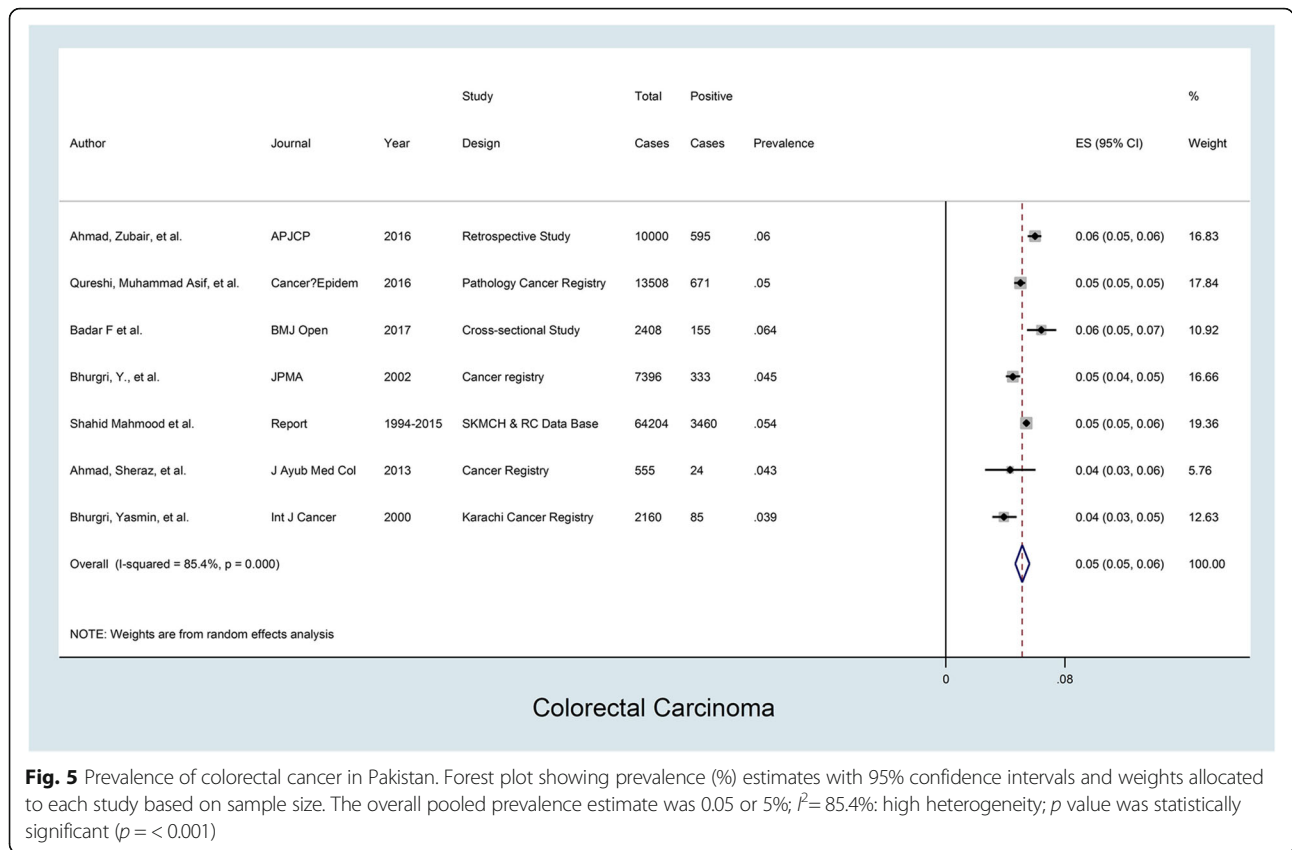 Study Total Positive %
Author Journal Year Design Cases Cases Prevalence ES (95% CI) Weight
Ahmad, Zubair, et al. APJCP 2016 Retrospective Study 10000 595 .06 0.06 (0.05, 0.06) 16.83
Qureshi, Muhammad Asif, et al. Cancer?Epidem 2016 Pathology Cancer Registry 13508 671 .05 0.05 (0.05, 0.05) 17.84
Badar F et al. BMJ Open 2017 Cross-sectional Study 2408 155 .064 0.06 (0.05, 0.07) 10.92
Bhurgri, Y., et al. JPMA 2002 Cancer registry 7396 333 .045 0.05 (0.04, 0.05) 16.66
Shahid Mahmood et al. Report 1994-2015 SKMCH & RC Data Base 64204 3460 .054 0.05 (0.05, 0.06) 19.36
Ahmad, Sheraz, et al. J Ayub Med Col 2013 Cancer Registry 555 24 .043 0.04 (0.03, 0.06) 5.76
Bhurgri, Yasmin, et al. Int J Cancer 2000 Karachi Cancer Registry 2160 85 .039 0.04 (0.03, 0.05) 12.63
Overall (I-squared = 85.4%, p = 0.000) 0.05 (0.05, 0.06) 100.00
NOTE: Weights are from random effects analysis
0 .08
Colorectal Carcinoma
Fig. 5 Prevalence of colorectal cancer in Pakistan. Forest plot showing prevalence (%) estimates with 95% confidence intervals and weights allocated
to each study based on sample size. The overall pooled prevalence estimate was 0.05 or 5%; I² = 85.4%: high heterogeneity; p value was statistically
significant (p = < 0.001)